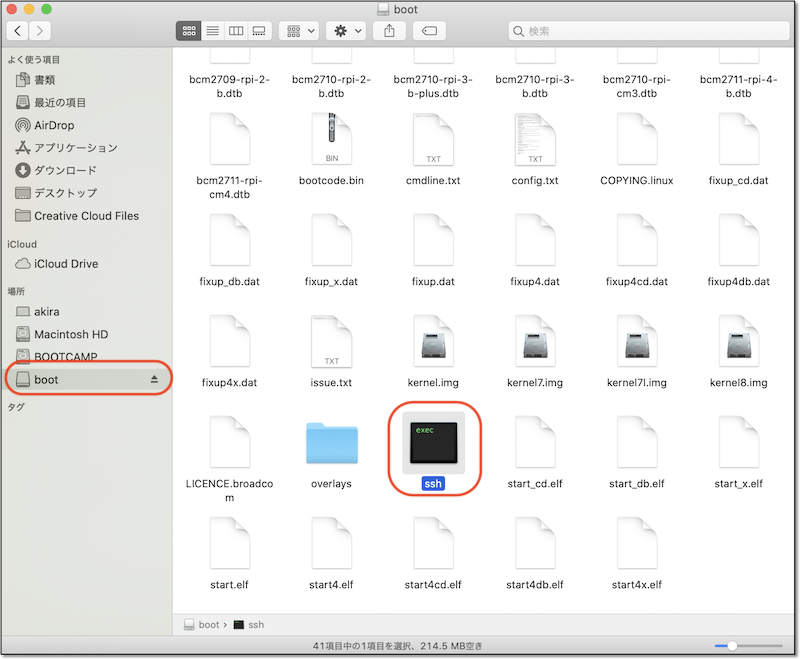 boot
検索
よく使う項目
書類
最近の項目
AirDrop
アプリケーション
ダウンロード
デスクトップ
Creative Cloud Files
iCloud
iCloud Drive
場所
akira
Macintosh HD
BOOTCAMP
boot
タグ
bcm2709-rpi-2-
b.dtb
bcm2710-rpi-2-
b.dtb
bcm2710-rpi-3-
b-plus.dtb
bcm2710-rpi-3-
b.dtb
bcm2710-rpi-
cm3.dtb
bcm2711-rpi-4-
b.dtb
bcm2711-rpi-
cm4.dtb
BIN
bootcode.bin
TXT
cmdline.txt
TXT
config.txt
COPYING.linux
fixup_cd.dat
fixup_db.dat
fixup_x.dat
fixup.dat
fixup4.dat
fixup4cd.dat
fixup4db.dat
fixup4x.dat
TXT
issue.txt
kernel.img
kernel7.img
kernel7l.img
kernel8.img
LICENCE.broadco
m
overlays
exec
ssh
start_cd.elf
start_db.elf
start_x.elf
start.elf
start4.elf
start4cd.elf
start4db.elf
start4x.elf
boot › ssh
41項目中の1項目を選択、214.5 MB空き